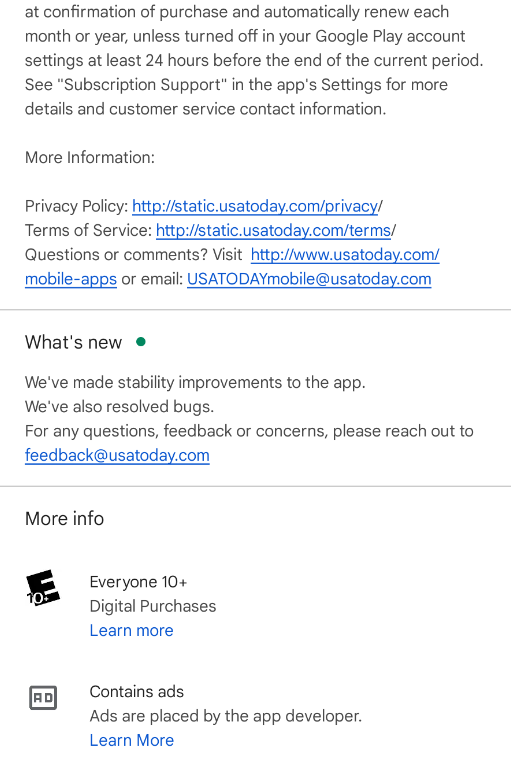 at confirmation of purchase and automatically renew each
month or year, unless turned off in your Google Play account
settings at least 24 hours before the end of the current period.
See "Subscription Support" in the app's Settings for more
details and customer service contact information.
More Information:
Privacy Policy: http://static.usatoday.com/privacy/
Terms of Service: http://static.usatoday.com/terms/
Questions or comments? Visit  http://www.usatoday.com/
mobile-apps or email: USATODAYmobile@usatoday.com
What's new
We've made stability improvements to the app.
We've also resolved bugs.
For any questions, feedback or concerns, please reach out to
feedback@usatoday.com
More info
E
10+
Everyone 10+
Digital Purchases
Learn more
AD
Contains ads
Ads are placed by the app developer.
Learn More